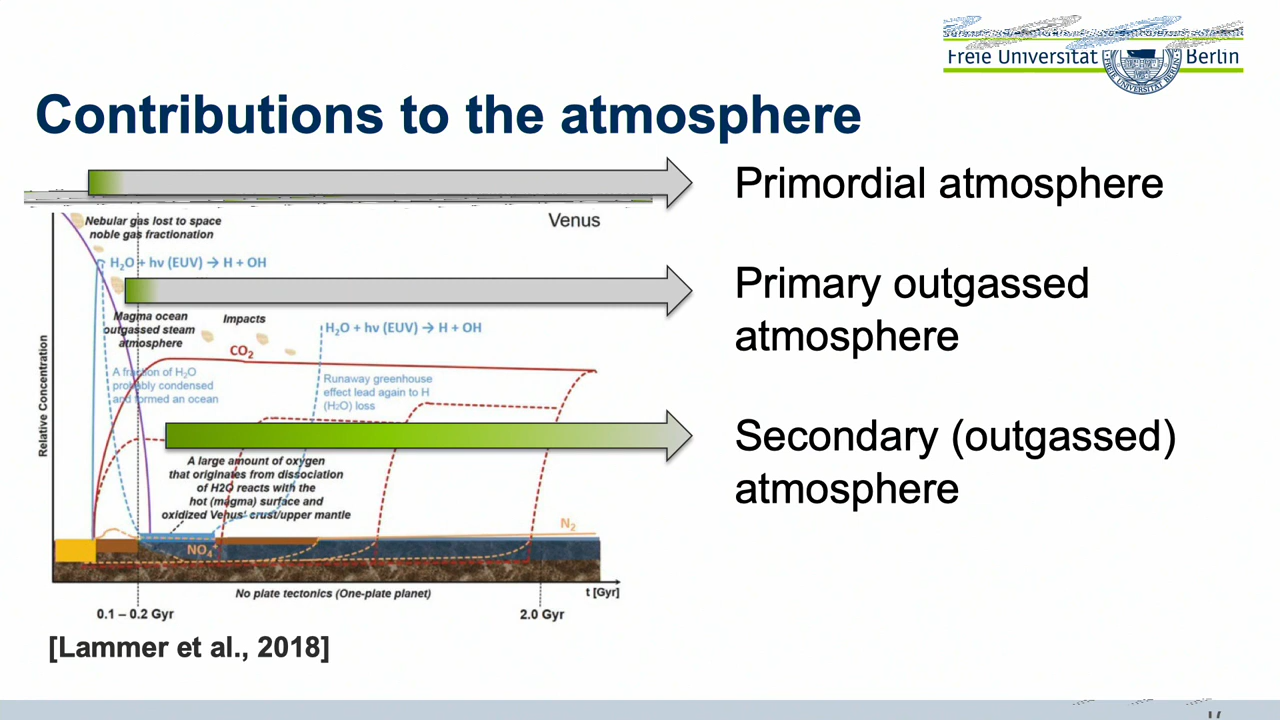 Freie Universität Berlin
Contributions to the atmosphere
Primordial atmosphere
Nebular gas lost to space
noble gas fractionation
Venus
H₂O + hν (EUV) → H + OH
Primary outgassed
atmosphere
Magma ocean
outgassed steam
atmosphere
Impacts
H₂O + hν (EUV) → H + OH
CO₂
A fraction of H₂O
probably condensed
and formed an ocean
Runaway greenhouse
effect lead again to H
(H₂O) loss
Relative Concentration
Secondary (outgassed)
atmosphere
A large amount of oxygen
that originates from dissociation
of H2O reacts with the
hot (magma) surface and
oxidized Venus' crust/upper mantle
N₂
No plate tectonics (One-plate planet)
t [Gyr]
0.1 – 0.2 Gyr
2.0 Gyr
[Lammer et al., 2018]